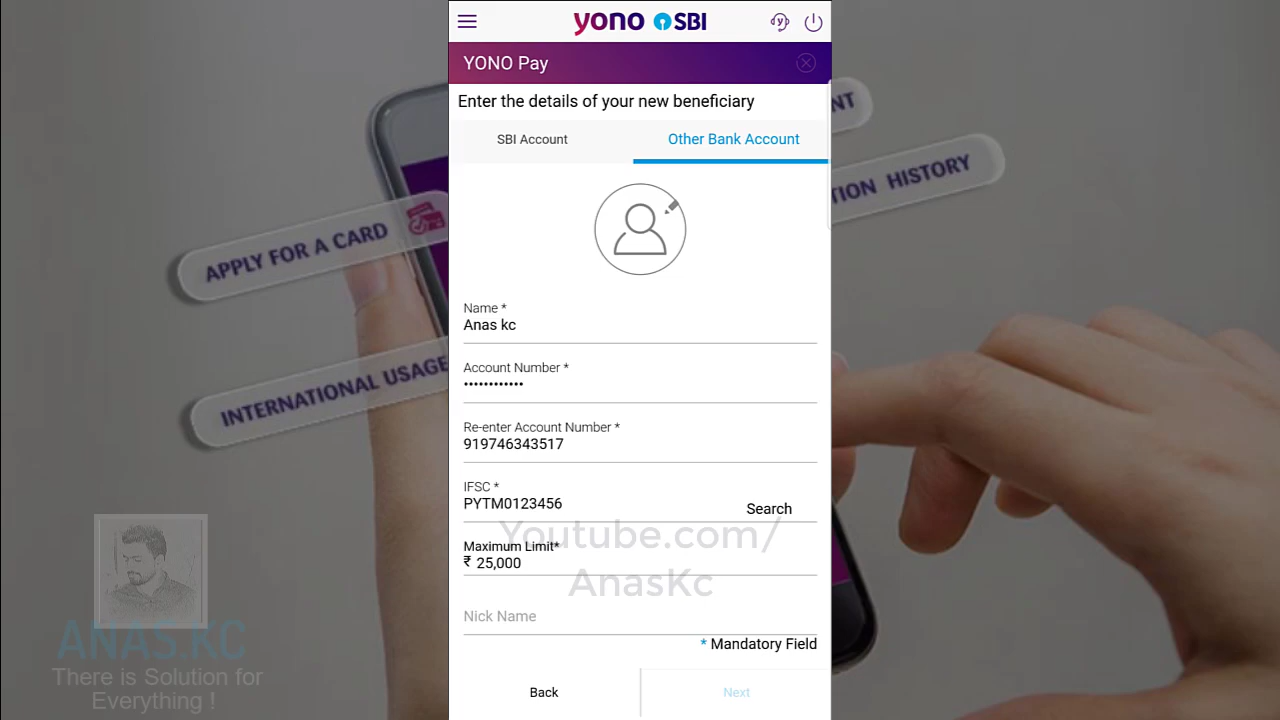 yono SBI
YONO Pay
Enter the details of your new beneficiary
SBI Account
Other Bank Account
Name *
Anas kc
Account Number *
••••••••••••
Re-enter Account Number *
919746343517
IFSC *
PYTM0123456
Search
Maximum Limit*
₹ 25,000
Nick Name
* Mandatory Field
Back
Next
Youtube.com/
AnasKc
APPLY FOR A CARD
INTERNATIONAL USAGE
HISTORY
ANAS.KC
There is Solution for
Everything !